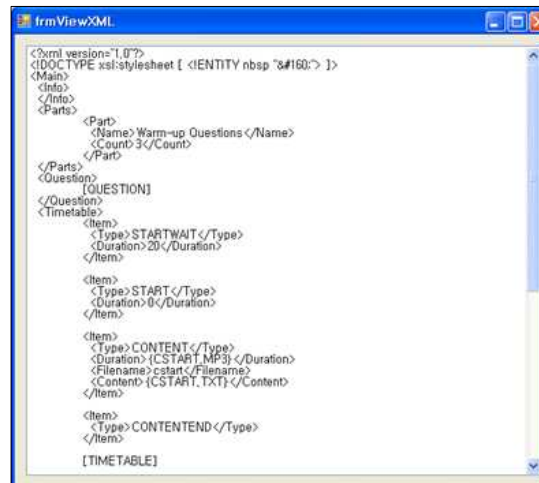 frmViewXML
<?xml version="1.0"?>
<!DOCTYPE xsl:stylesheet [ <!ENTITY nbsp "&#160;"> ]>
<Main>
<Info>
</Info>
<Parts>
<Part>
<Name>Warm-up Questions</Name>
<Count>3</Count>
</Part>
</Parts>
<Question>
[QUESTION]
</Question>
<Timetable>
<Item>
<Type>STARTWAIT</Type>
<Duration>20</Duration>
</Item>
<Item>
<Type>START</Type>
<Duration>0</Duration>
</Item>
<Item>
<Type>CONTENT</Type>
<Duration>{CSTART.MP3}</Duration>
<Filename>cstart</Filename>
<Content>{CSTART.TXT}</Content>
</Item>
<Item>
<Type>CONTENTEND</Type>
</Item>
[TIMETABLE]